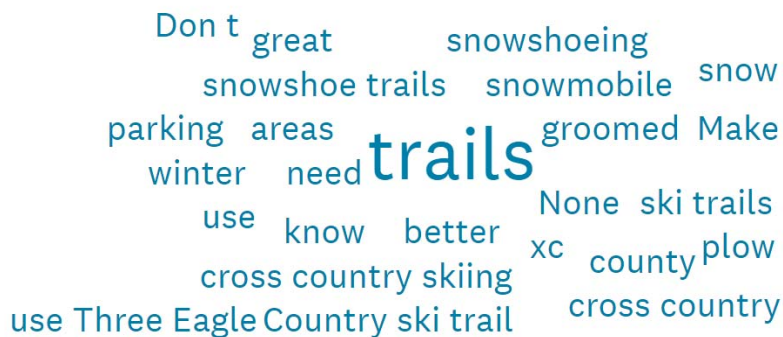 Don t great snowshoeing
snowshoe trails snowmobile snow
parking areas trails groomed Make
winter need
use know better None ski trails
xc county plow
cross country skiing
use Three Eagle Country ski trail cross country